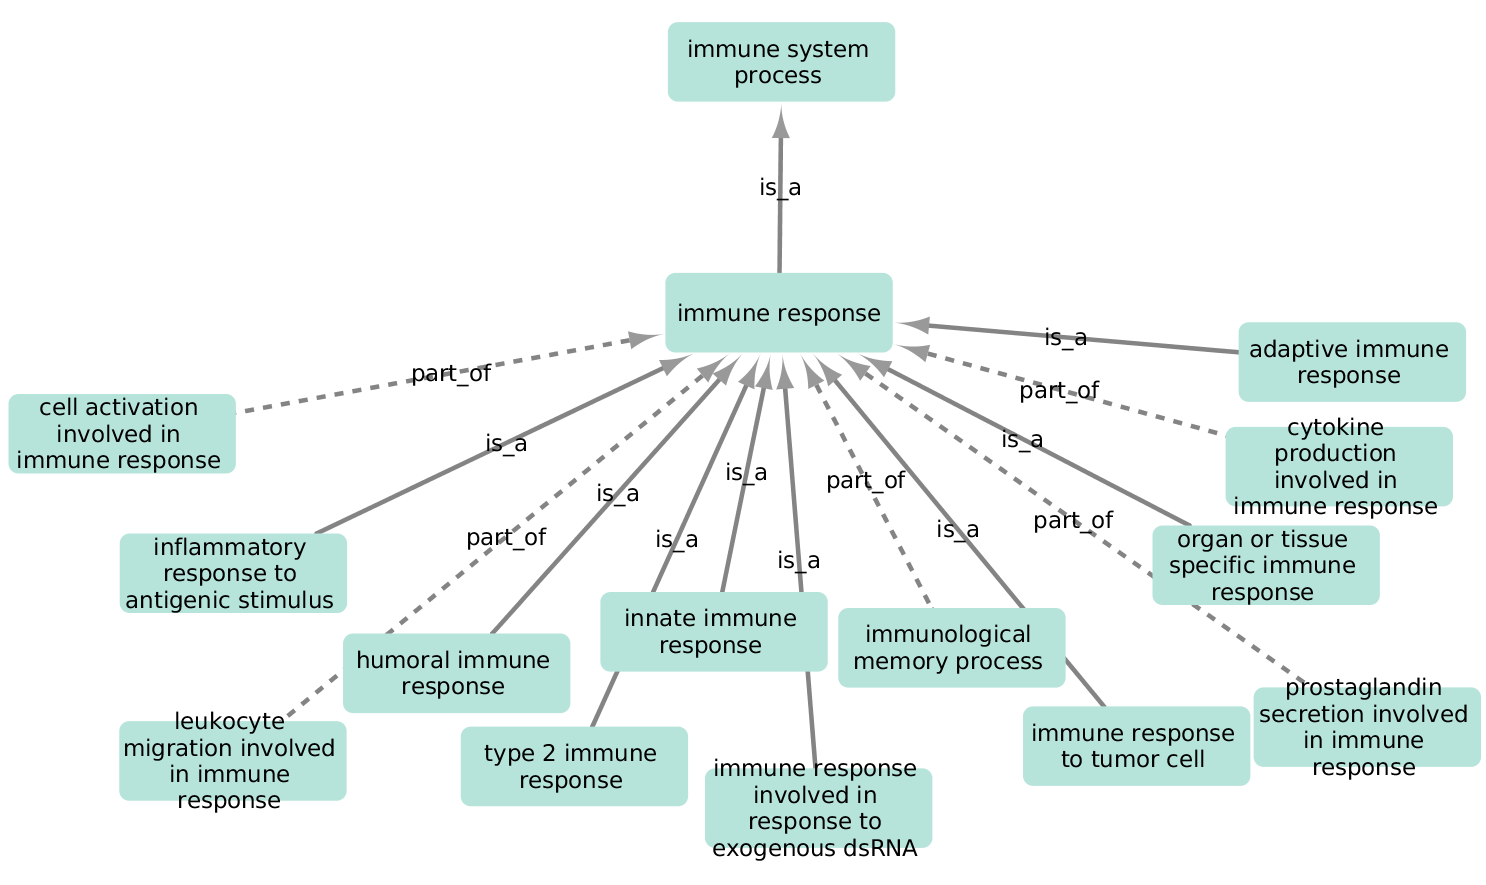 immune system
process
is_a
immune response
is_a
adaptive immune
response
part_of
cell activation
involved in
immune response
part_of
cytokine
production
involved in
immune response
is_a
is_a
is_a
is_a
part_of
part_of
is_a
part_of
is_a
is_a
inflammatory
response to
antigenic stimulus
organ or tissue
specific immune
response
innate immune
response
immunological
memory process
humoral immune
response
leukocyte
migration involved
in immune
response
type 2 immune
response
immune response
involved in
response to
exogenous dsRNA
immune response
to tumor cell
prostaglandin
secretion involved
in immune
response